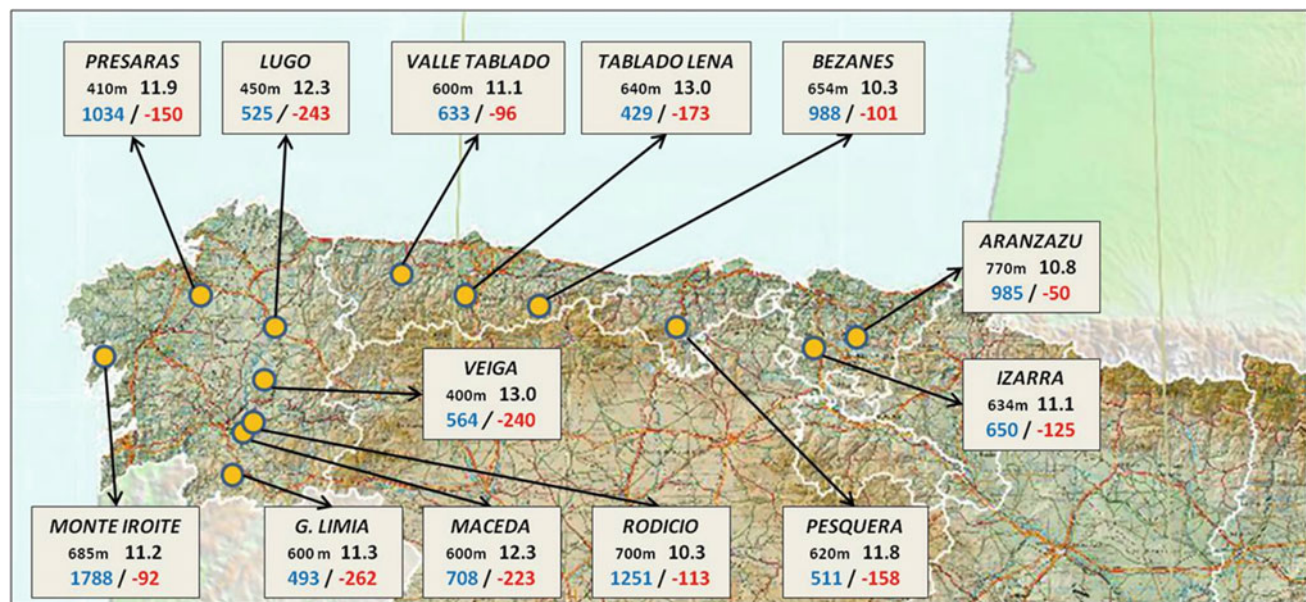 PRESARAS
410m 11.9
1034 / -150
LUGO
450m 12.3
525 / -243
VALLE TABLADO
600m 11.1
633 / -96
TABLADO LENA
640m 13.0
429 / -173
BEZANES
654m 10.3
988 / -101
ARANZAZU
770m 10.8
985 / -50
VEIGA
400m 13.0
564 / -240
IZARRA
634m 11.1
650 / -125
MONTE IROITE
685m 11.2
1788 / -92
G. LIMIA
600 m 11.3
493 / -262
MACEDA
600m 12.3
708 / -223
RODICIO
700m 10.3
1251 / -113
PESQUERA
620m 11.8
511 / -158